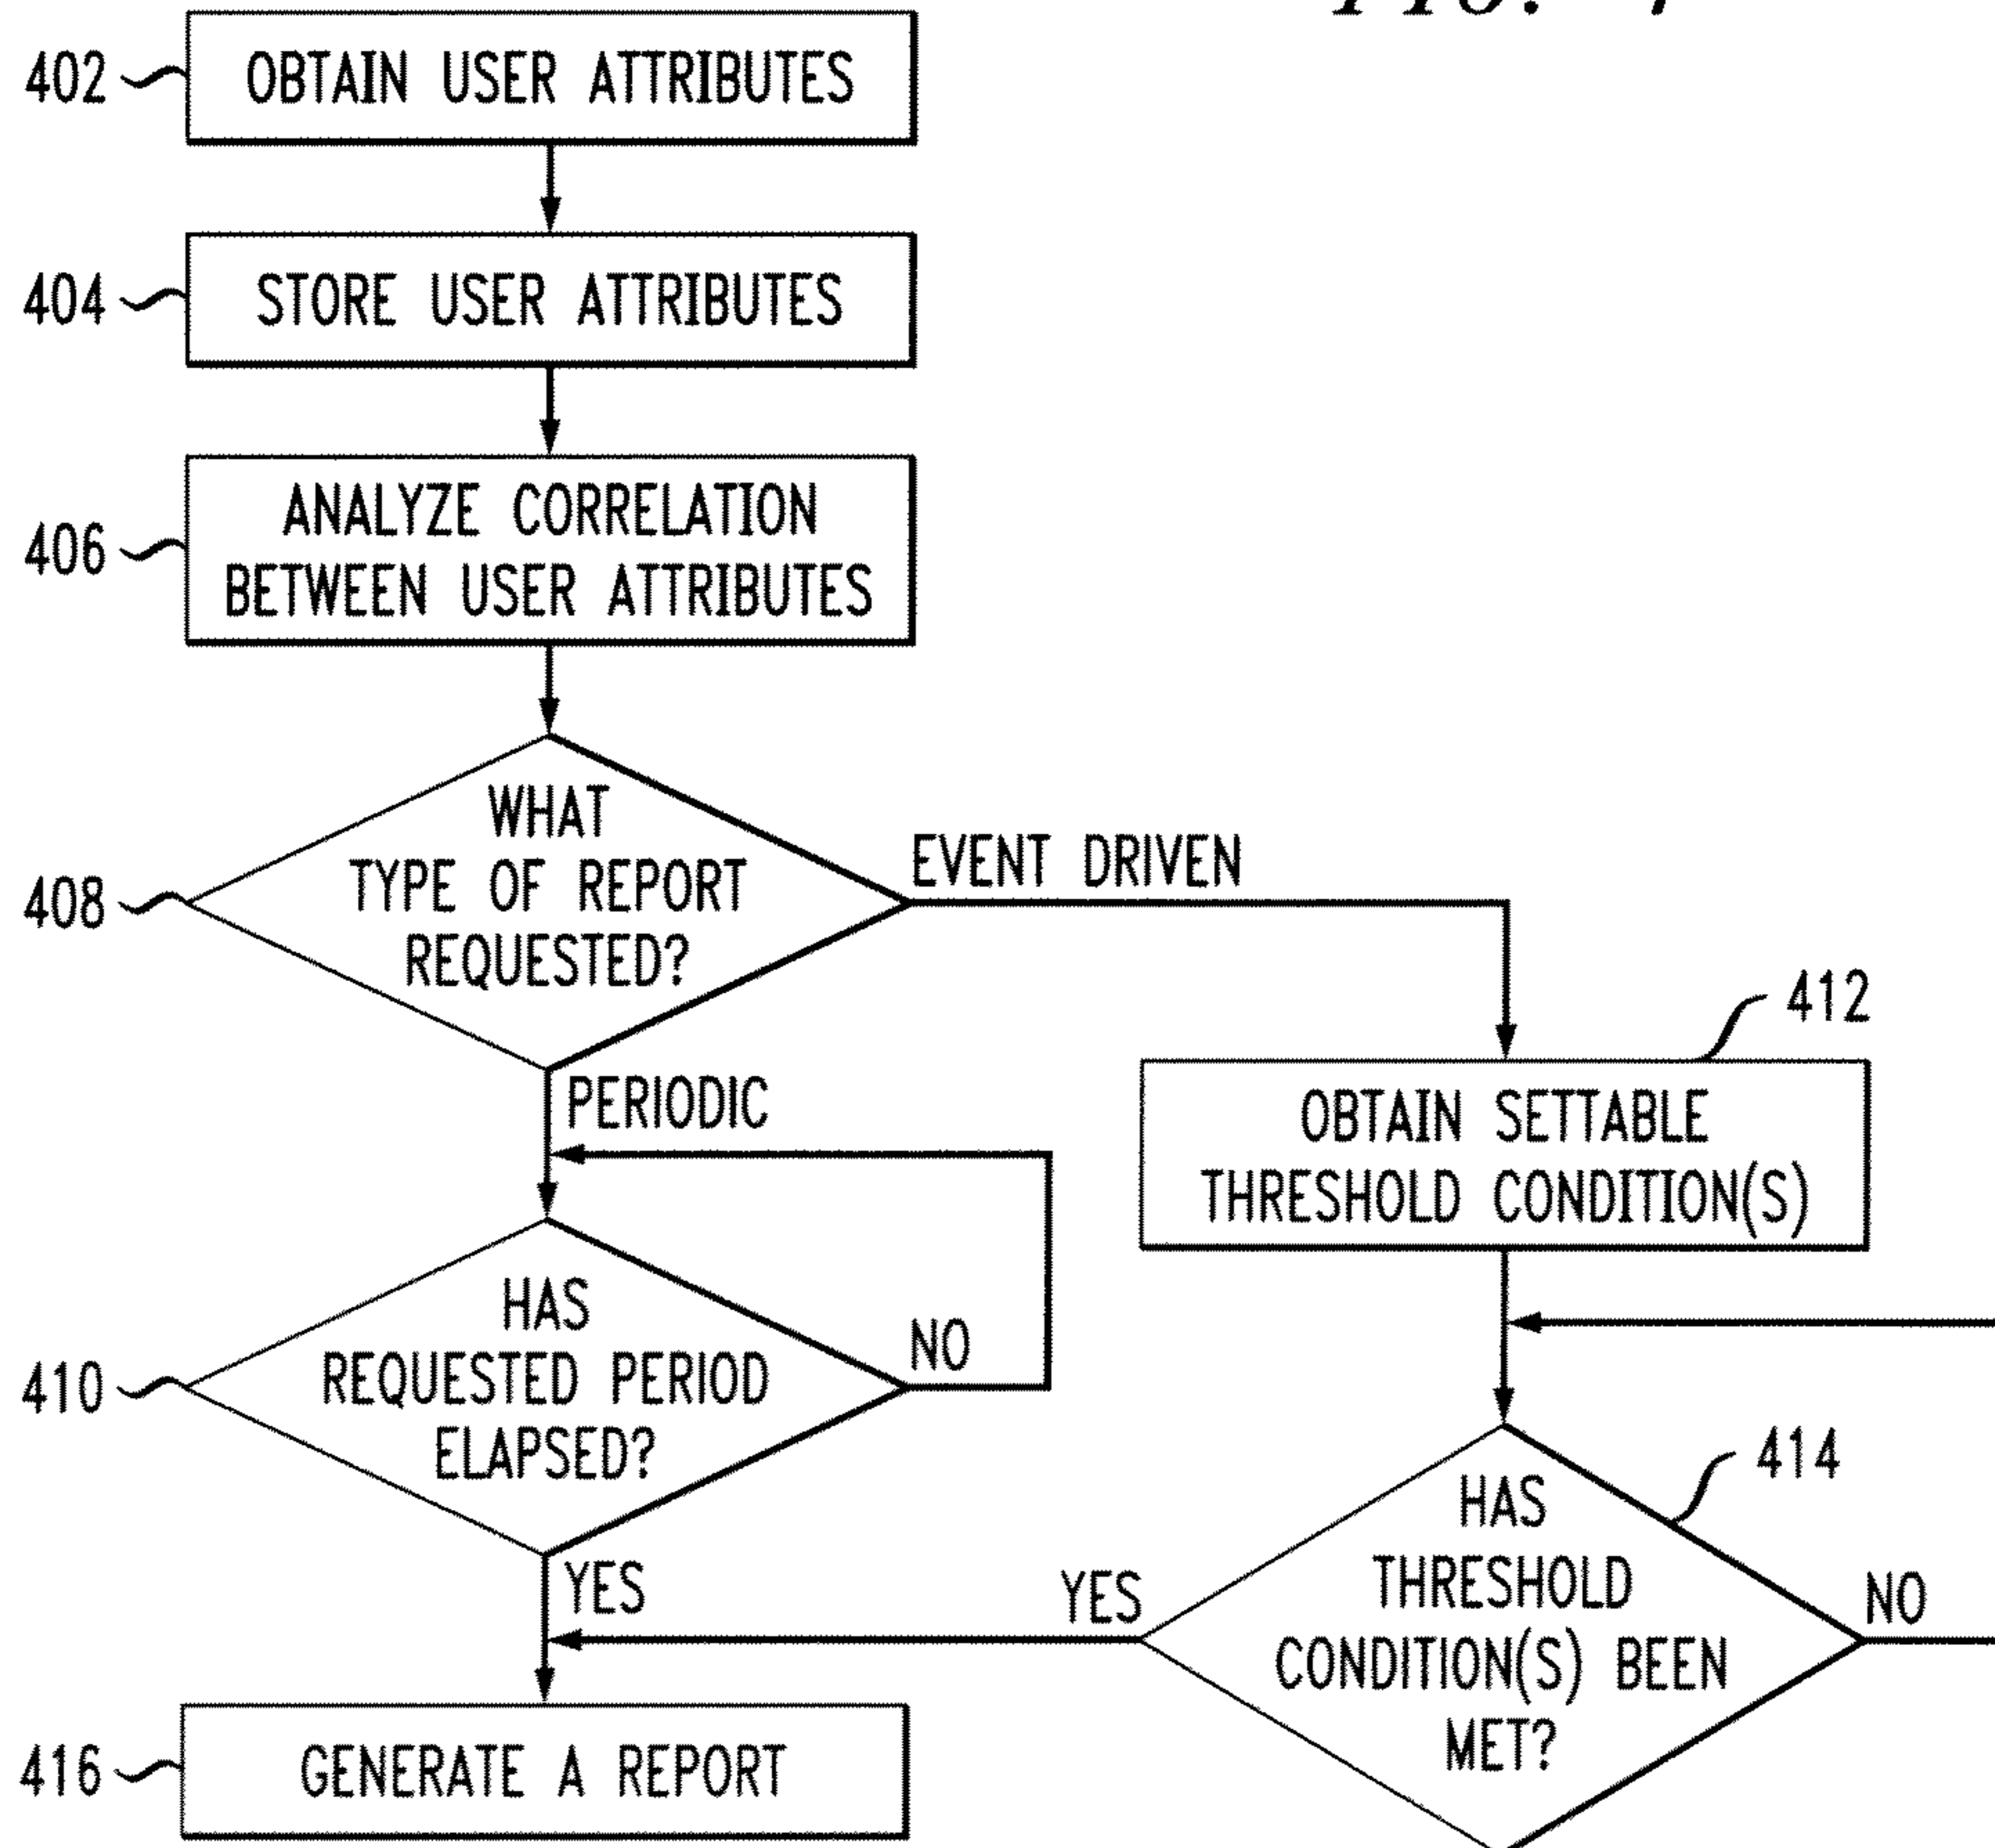 402
OBTAIN USER ATTRIBUTES
404
STORE USER ATTRIBUTES
406
ANALYZE CORRELATION
BETWEEN USER ATTRIBUTES
408
WHAT
TYPE OF REPORT
REQUESTED?
EVENT DRIVEN
PERIODIC
412
OBTAIN SETTABLE
THRESHOLD CONDITION(S)
410
HAS
REQUESTED PERIOD
ELAPSED?
NO
YES
414
HAS
THRESHOLD
CONDITION(S) BEEN
MET?
YES
NO
416
GENERATE A REPORT